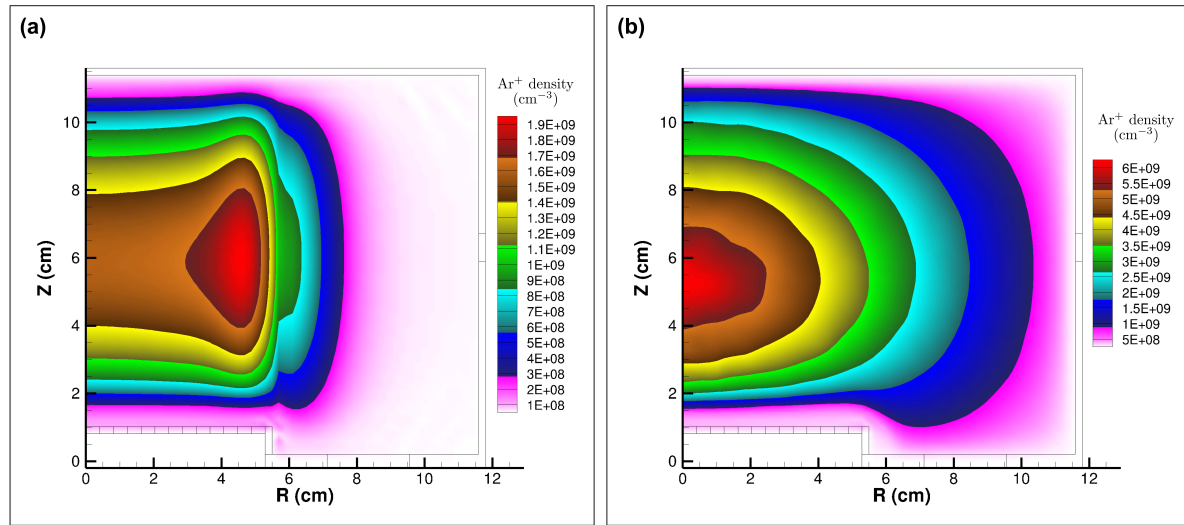 (a)
Ar+ density
(cm−3)
1.9E+09
1.8E+09
1.7E+09
1.6E+09
1.5E+09
1.4E+09
1.3E+09
1.2E+09
1.1E+09
1E+09
9E+08
8E+08
7E+08
6E+08
5E+08
4E+08
3E+08
2E+08
1E+08
Z (cm)
10
8
6
4
2
0
0 2 4 6 8 10 12
R (cm)
(b)
Ar+ density
(cm−3)
6E+09
5.5E+09
5E+09
4.5E+09
4E+09
3.5E+09
3E+09
2.5E+09
2E+09
1.5E+09
1E+09
5E+08
Z (cm)
10
8
6
4
2
0
0 2 4 6 8 10 12
R (cm)